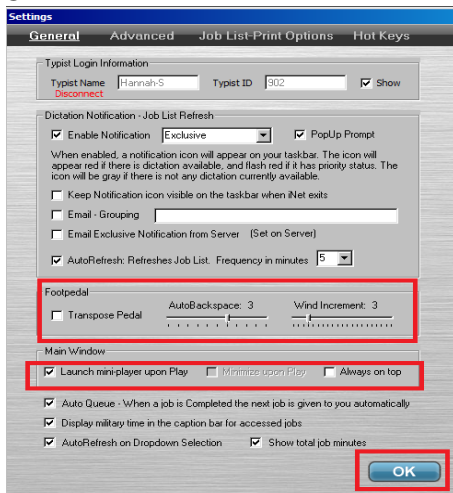 Settings
General Advanced Job List-Print Options Hot Keys
Typist Login Information
Typist Name Hannah-S Typist ID 902 Show
Disconnect
Dictation Notification - Job List Refresh
Enable Notification Exclusive PopUp Prompt
When enabled, a notification icon will appear on your taskbar. The icon will
appear red if there is dictation available, and flash red if it has priority status. The
icon will be gray if there is not any dictation currently available.
Keep Notification icon visible on the taskbar when iNet exits
Email - Grouping
Email Exclusive Notification from Server (Set on Server)
AutoRefresh: Refreshes Job List. Frequency in minutes 5
Footpedal
AutoBackspace: 3 Wind Increment: 3
Transpose Pedal
Main Window
Launch mini-player upon Play Minimize upon Play Always on top
Auto Queue - When a job is Completed the next job is given to you automatically
Display military time in the caption bar for accessed jobs
AutoRefresh on Dropdown Selection Show total job minutes
OK